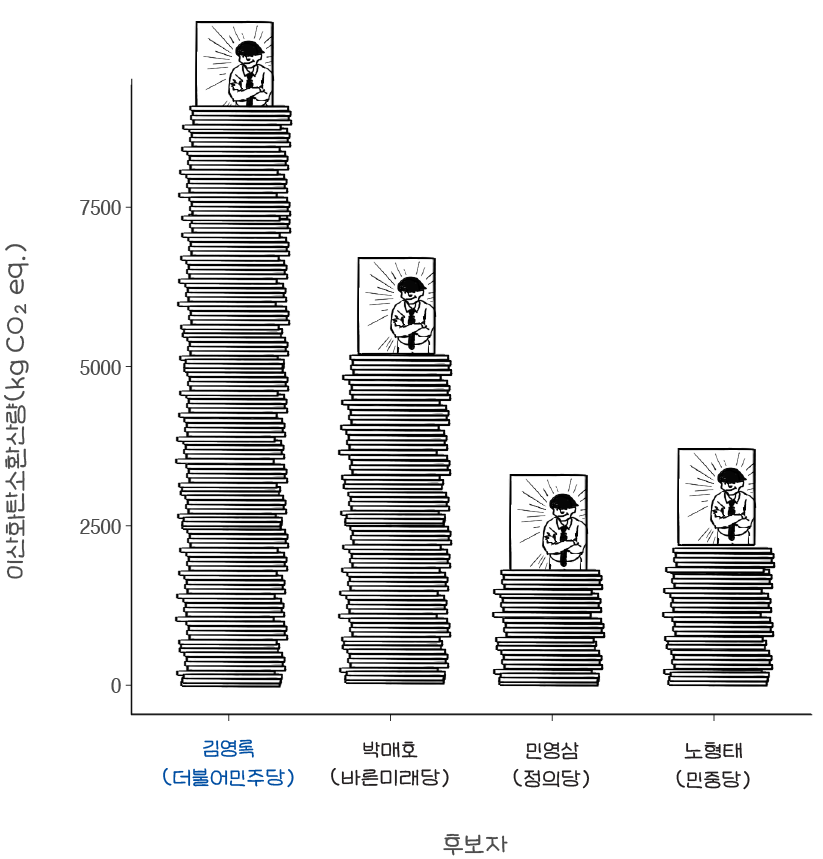 이산화탄소환산량(kg CO₂ eq.)
7500
5000
2500
0
김영록
(더불어민주당)
박매호
(바른미래당)
민영삼
(정의당)
노형태
(민중당)
후보자